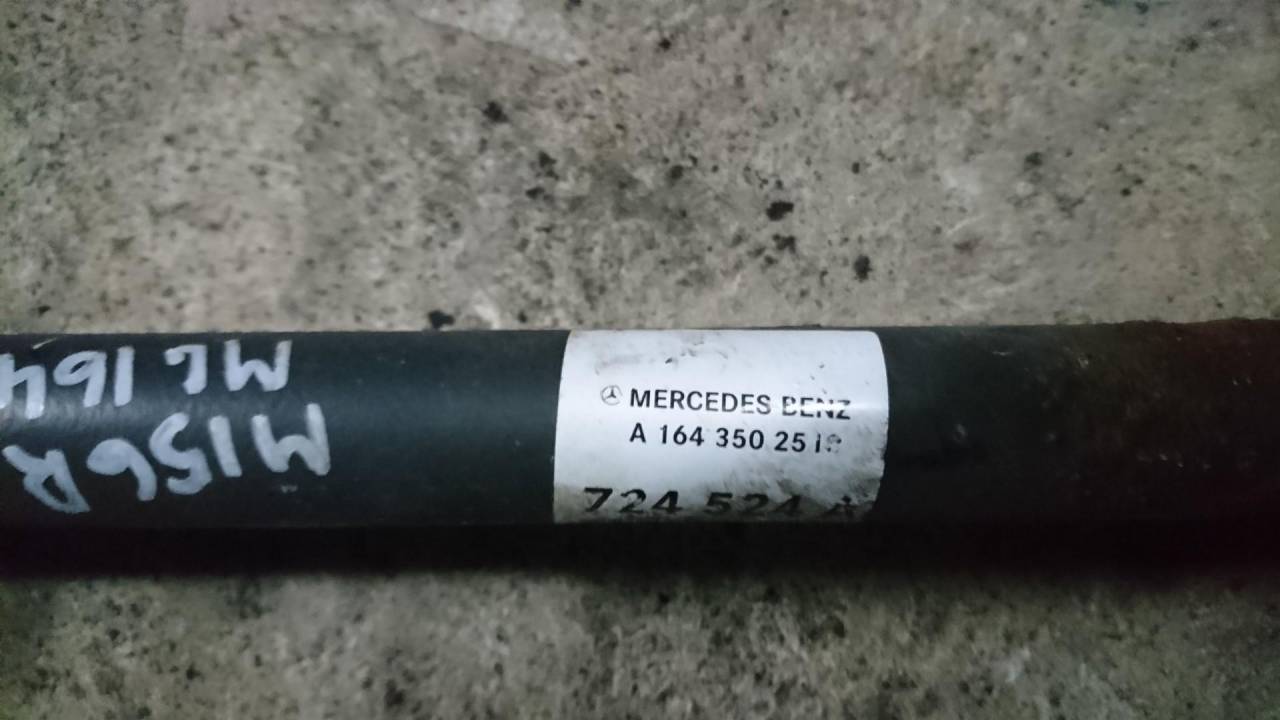 MERCEDES BENZ
A 164 350 25
724 524
ML 164
M156R